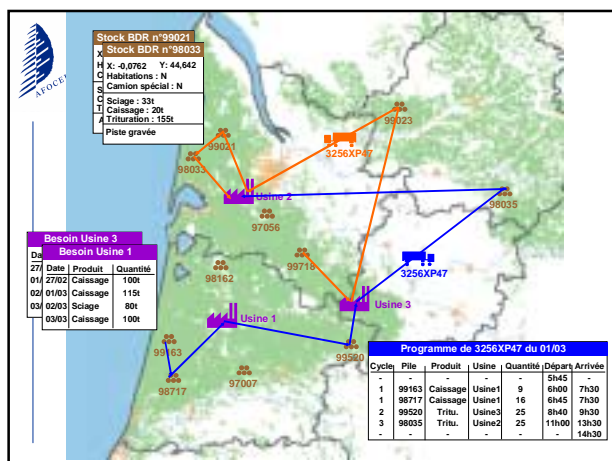 AFOCEL
Stock BDR n°99021
Stock BDR n°98033
X: -0,0762 Y: 44,642
Habitations : N
Camion spécial : N
Sciage : 33t
Caissage : 20t
Trituration : 155t
Piste gravée
99021
98033
99023
3256XP47
Usine 2
97056
98035
99718
3256XP47
98162
Usine 3
Usine 1
99163
99520
98717
97007
Besoin Usine 3
Besoin Usine 1
Date Produit Quantité
27/02 Caissage 100t
01/03 Caissage 115t
02/03 Sciage 80t
03/03 Caissage 100t
Programme de 3256XP47 du 01/03
Cycle Pile Produit Usine Quantité Départ Arrivée
- - - - - 5h45 -
1 99163 Caissage Usine1 9 6h00 7h30
1 98717 Caissage Usine1 16 6h45 7h30
2 99520 Tritu. Usine3 25 8h40 9h30
3 98035 Tritu. Usine2 25 11h00 13h30
- - - - - - 14h30